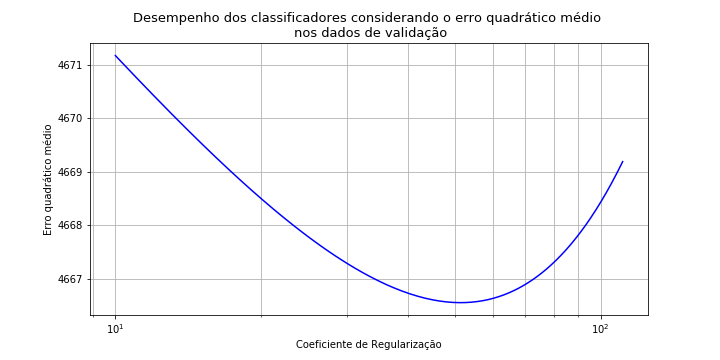 Desempenho dos classificadores considerando o erro quadrático médio
nos dados de validação
4671
4670
4669
4668
4667
Erro quadrático médio
10¹
10²
Coeficiente de Regularização